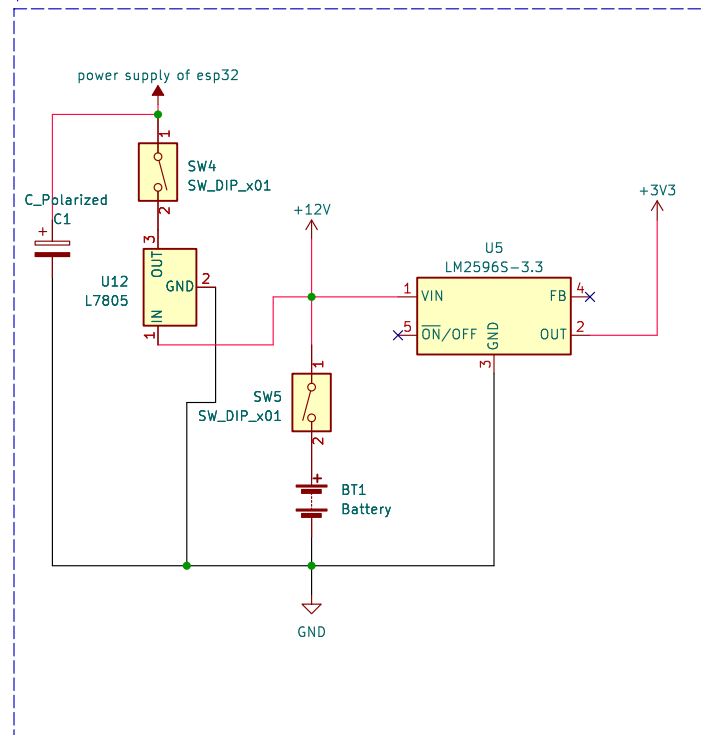 power supply of esp32
1
SW4
SW_DIP_x01
2
C_Polarized
C1
+
3
OUT
U12
L7805
GND
2
IN
1
+12V
+3V3
U5
LM2596S-3.3
1
VIN
FB
4
5
ON/OFF
OUT
2
GND
3
1
SW5
SW_DIP_x01
2
+
BT1
Battery
GND